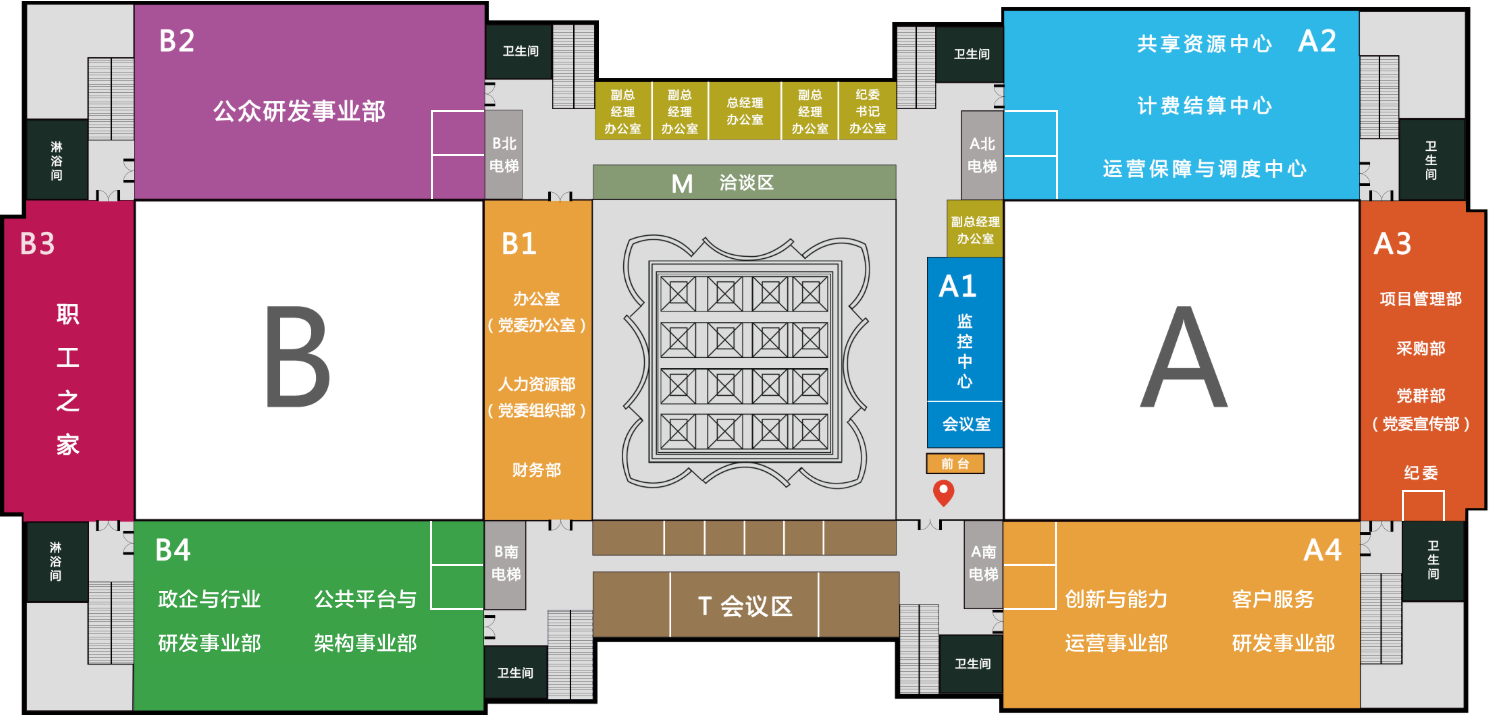 B2
公众研发事业部
卫生间
淋浴间
B北
电梯
副总
经理
办公室
副总
经理
办公室
总经理
办公室
副总
经理
办公室
纪委
书记
办公室
M 洽谈区
卫生间
A北
电梯
共享资源中心 A2
计费结算中心
运营保障与调度中心
卫生间
B3
职工之家
B
B1
办公室
（党委办公室）
人力资源部
（党委组织部）
财务部
副总经理
办公室
A1
监控中心
会议室
前台
A
A3
项目管理部
采购部
党群部
（党委宣传部）
纪委
淋浴间
B4
政企与行业
研发事业部
公共平台与
架构事业部
B南
电梯
卫生间
T 会议区
A南
电梯
卫生间
A4
创新与能力
运营事业部
客户服务
研发事业部
卫生间